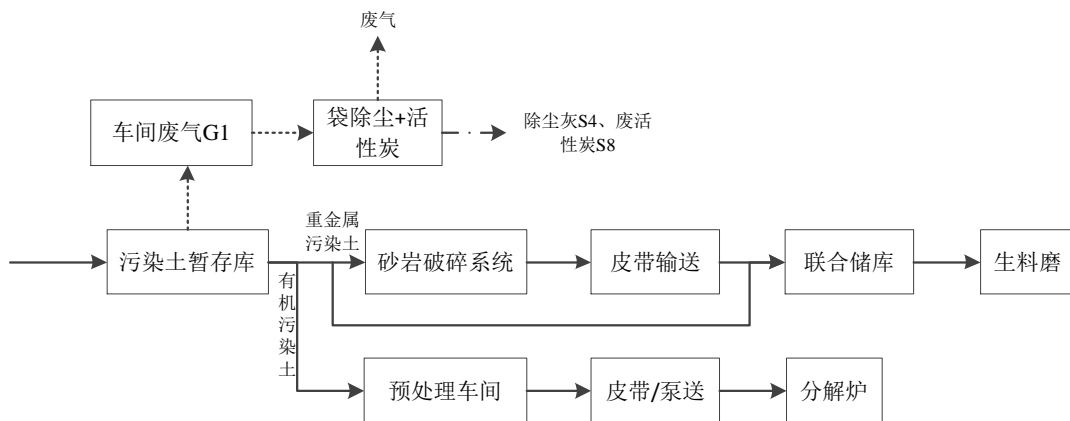 废气
车间废气G1
袋除尘+活
性炭
除尘灰S4、废活
性炭S8
重金属
污染土
污染土暂存库
砂岩破碎系统
皮带输送
联合储库
生料磨
有
机
污
染
土
预处理车间
皮带/泵送
分解炉